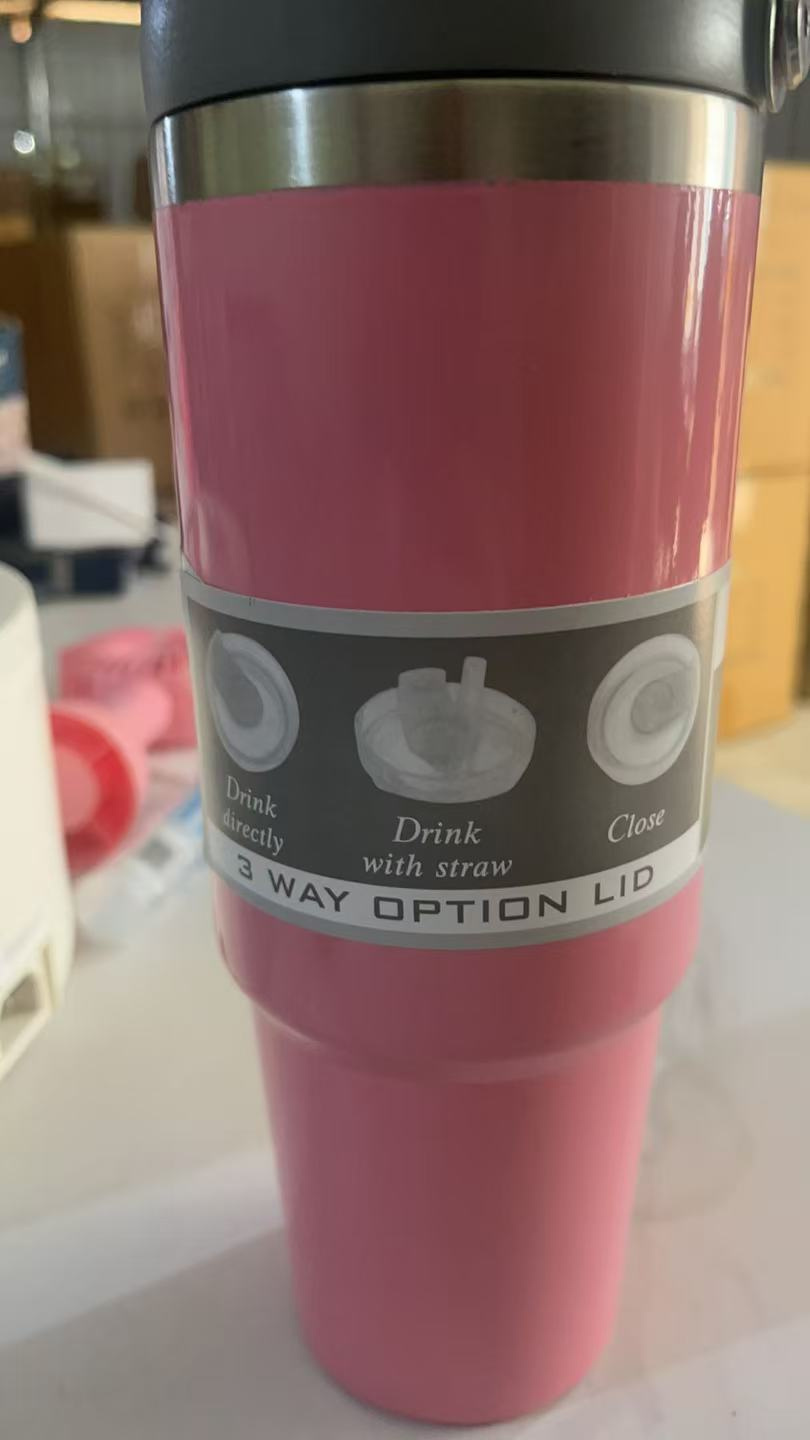 Drink
directly
Drink
with straw
Close
3 WAY OPTION LID